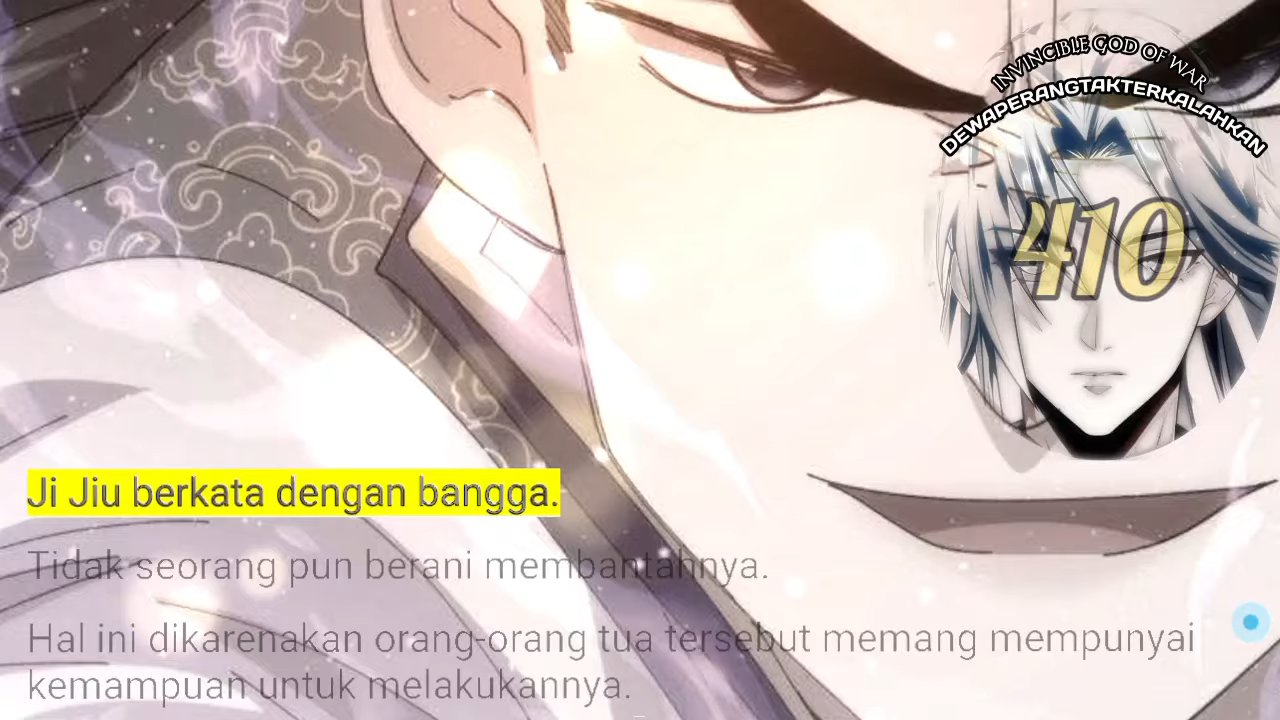 INVINCIBLE GOD OF WAR
DEWAPERANGTAKTERKALAHKAN
410
Ji Jiu berkata dengan bangga.
Tidak seorang pun berani membantahnya.
Hal ini dikarenakan orang-orang tua tersebut memang mempunyai
kemampuan untuk melakukannya.